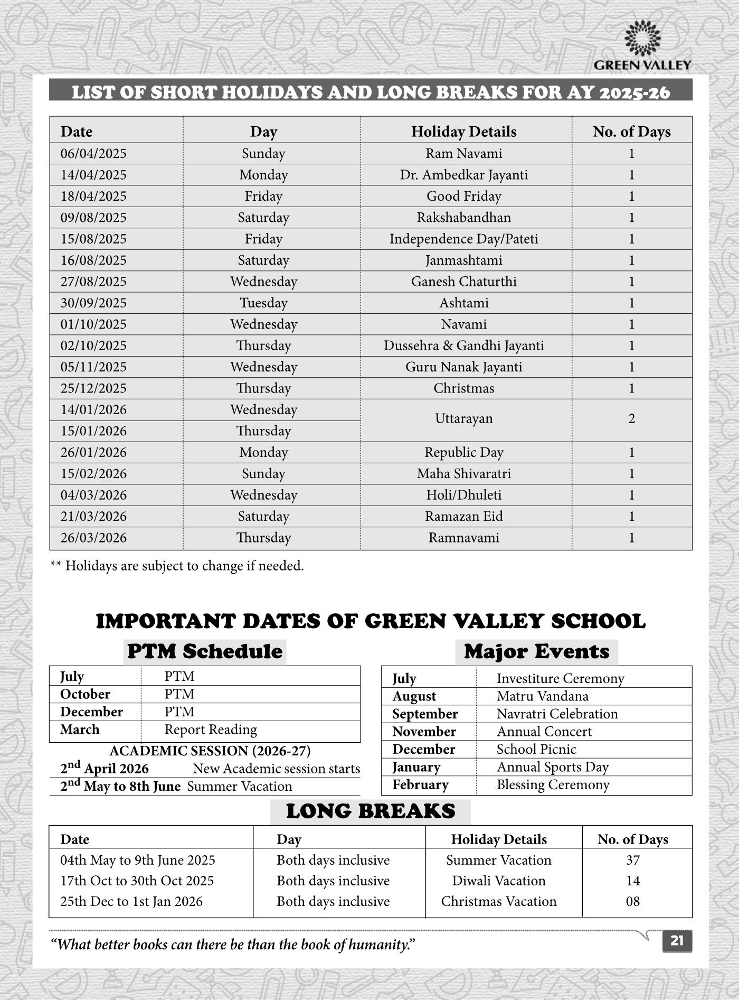 GREEN VALLEY
LIST OF SHORT HOLIDAYS AND LONG BREAKS FOR AY 2025-26
Date Day Holiday Details No. of Days
06/04/2025 Sunday Ram Navami 1
14/04/2025 Monday Dr. Ambedkar Jayanti 1
18/04/2025 Friday Good Friday 1
09/08/2025 Saturday Rakshabandhan 1
15/08/2025 Friday Independence Day/Pateti 1
16/08/2025 Saturday Janmashtami 1
27/08/2025 Wednesday Ganesh Chaturthi 1
30/09/2025 Tuesday Ashtami 1
01/10/2025 Wednesday Navami 1
02/10/2025 Thursday Dussehra & Gandhi Jayanti 1
05/11/2025 Wednesday Guru Nanak Jayanti 1
25/12/2025 Thursday Christmas 1
14/01/2026 Wednesday
Uttarayan 2
15/01/2026 Thursday
26/01/2026 Monday Republic Day 1
15/02/2026 Sunday Maha Shivaratri 1
04/03/2026 Wednesday Holi/Dhuleti 1
21/03/2026 Saturday Ramazan Eid 1
26/03/2026 Thursday Ramnavami 1
** Holidays are subject to change if needed.
IMPORTANT DATES OF GREEN VALLEY SCHOOL
PTM Schedule
July PTM
October PTM
December PTM
March Report Reading
ACADEMIC SESSION (2026-27)
2nd April 2026 New Academic session starts
2nd May to 8th June Summer Vacation
Major Events
July Investiture Ceremony
August Matru Vandana
September Navratri Celebration
November Annual Concert
December School Picnic
January Annual Sports Day
February Blessing Ceremony
LONG BREAKS
Date Day Holiday Details No. of Days
04th May to 9th June 2025 Both days inclusive Summer Vacation 37
17th Oct to 30th Oct 2025 Both days inclusive Diwali Vacation 14
25th Dec to 1st Jan 2026 Both days inclusive Christmas Vacation 08
“What better books can there be than the book of humanity.”
21